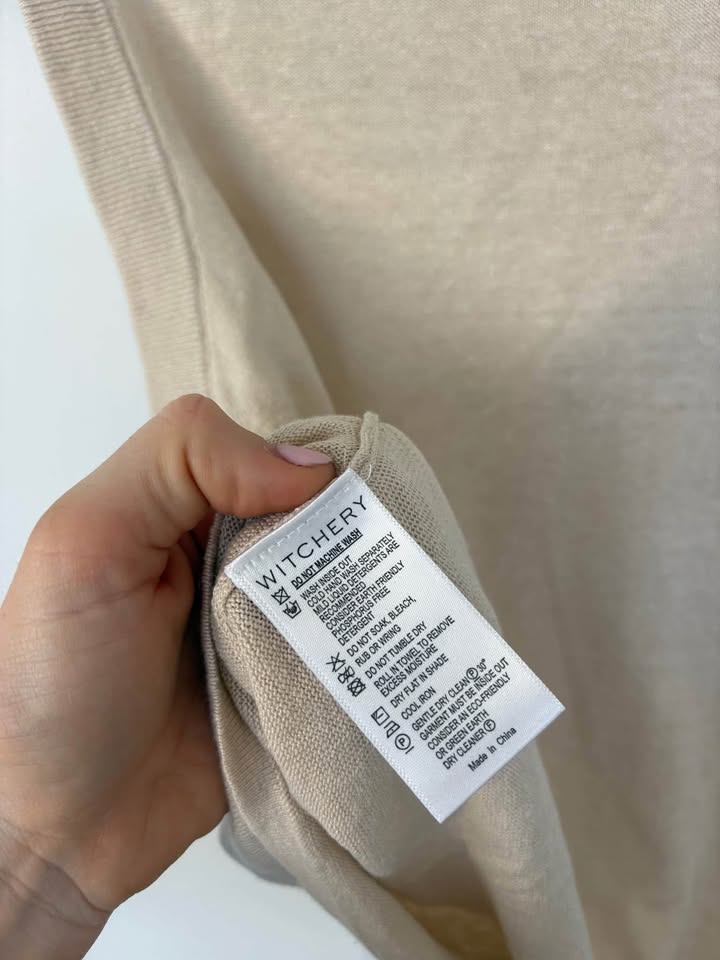 WITCHERY
DO NOT MACHINE WASH
WASH INSIDE OUT
COLD HAND WASH SEPARATELY
MILD LIQUID DETERGENTS ARE
RECOMMENDED
CONSIDER EARTH FRIENDLY
PHOSPHORUS FREE
DETERGENT
DO NOT SOAK, BLEACH,
RUB OR WRING
DO NOT TUMBLE DRY
ROLL IN TOWEL TO REMOVE
EXCESS MOISTURE
DRY FLAT IN SHADE
COOL IRON
GENTLE DRY CLEAN Ⓟ 30°
GARMENT MUST BE INSIDE OUT
CONSIDER AN ECO-FRIENDLY
OR GREEN EARTH
DRY CLEANER Ⓟ
Made In China